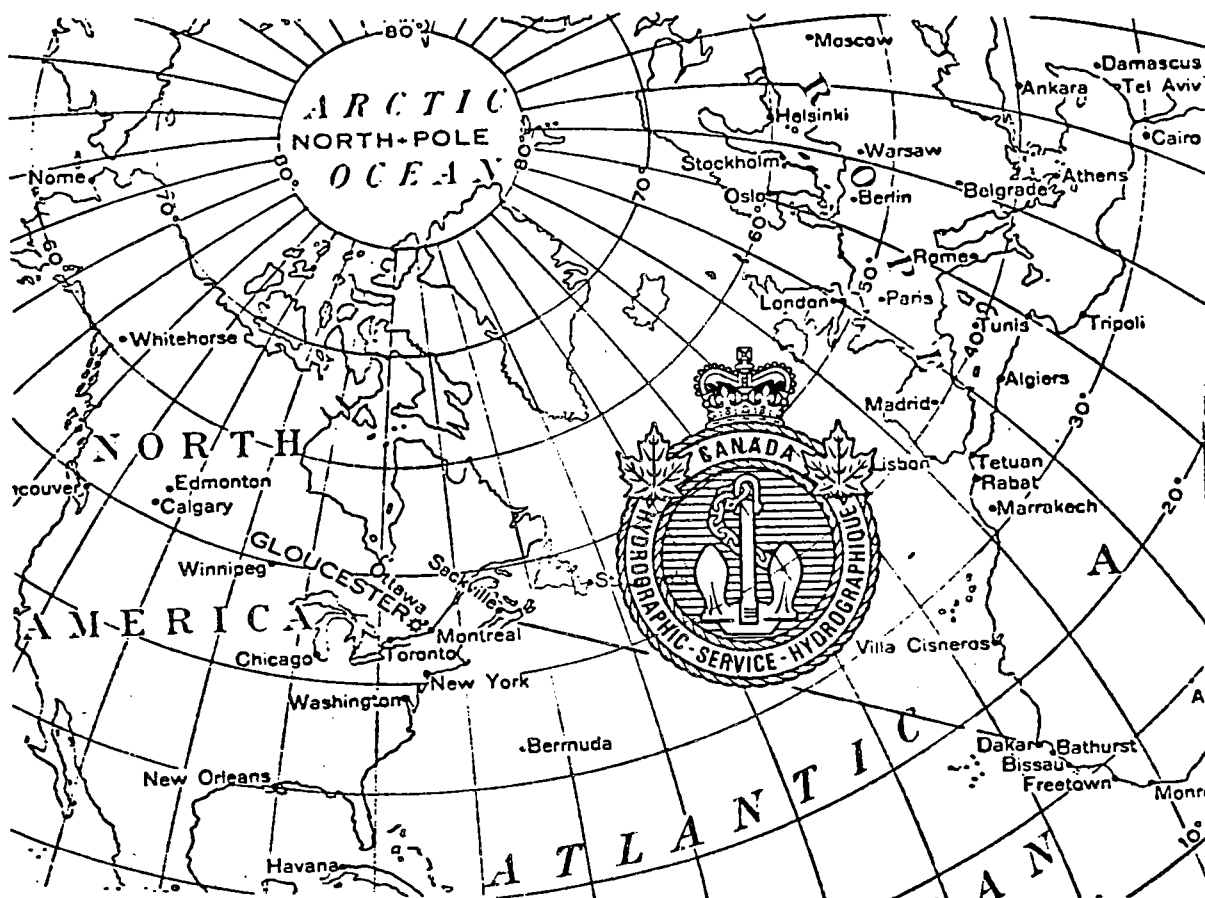 80°
Moscow
Damascus
Ankara
Tel Aviv
ARCTIC
Helsinki
Cairo
NORTH+POLE
80°
Warsaw
Stockholm
80°
OCEAN
Athens
Nome
70°
Belgrade
Oslo
Berlin
70°
60°
60°
Rome
50°
London
Paris
Tunis
Tripoli
Whitehorse
40°
Algiers
Madrid
30°
NORTH
CANADA
Lisbon
Tetuan
Edmonton
Rabat
20°
Calgary
Marrakech
HYDROGRAPHIC-SERVICE-HYDROGRAPHIQUE
GLOUCESTER
A
Winnipeg
Ottawa
Sackville
AMERICA
Montreal
Villa Cisneros
Chicago
Toronto
New York
Washington
A
Bermuda
Dakar
Bathurst
Bissau
New Orleans
Freetown
10°
ATLANTIC
Havana
AN